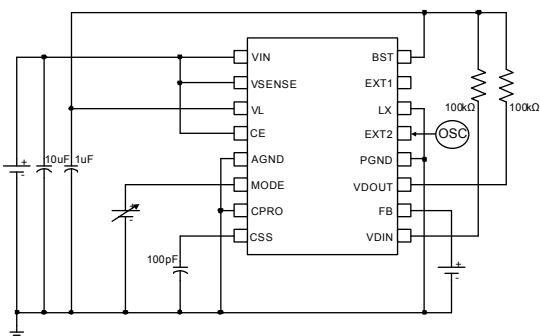 VIN
VSENSE
VL
CE
AGND
MODE
CPRO
CSS
BST
EXT1
LX
EXT2
PGND
VDOUT
FB
VDIN
100kΩ
100kΩ
OSC
+
-
10uF
1uF
+
-
100pF
+
-